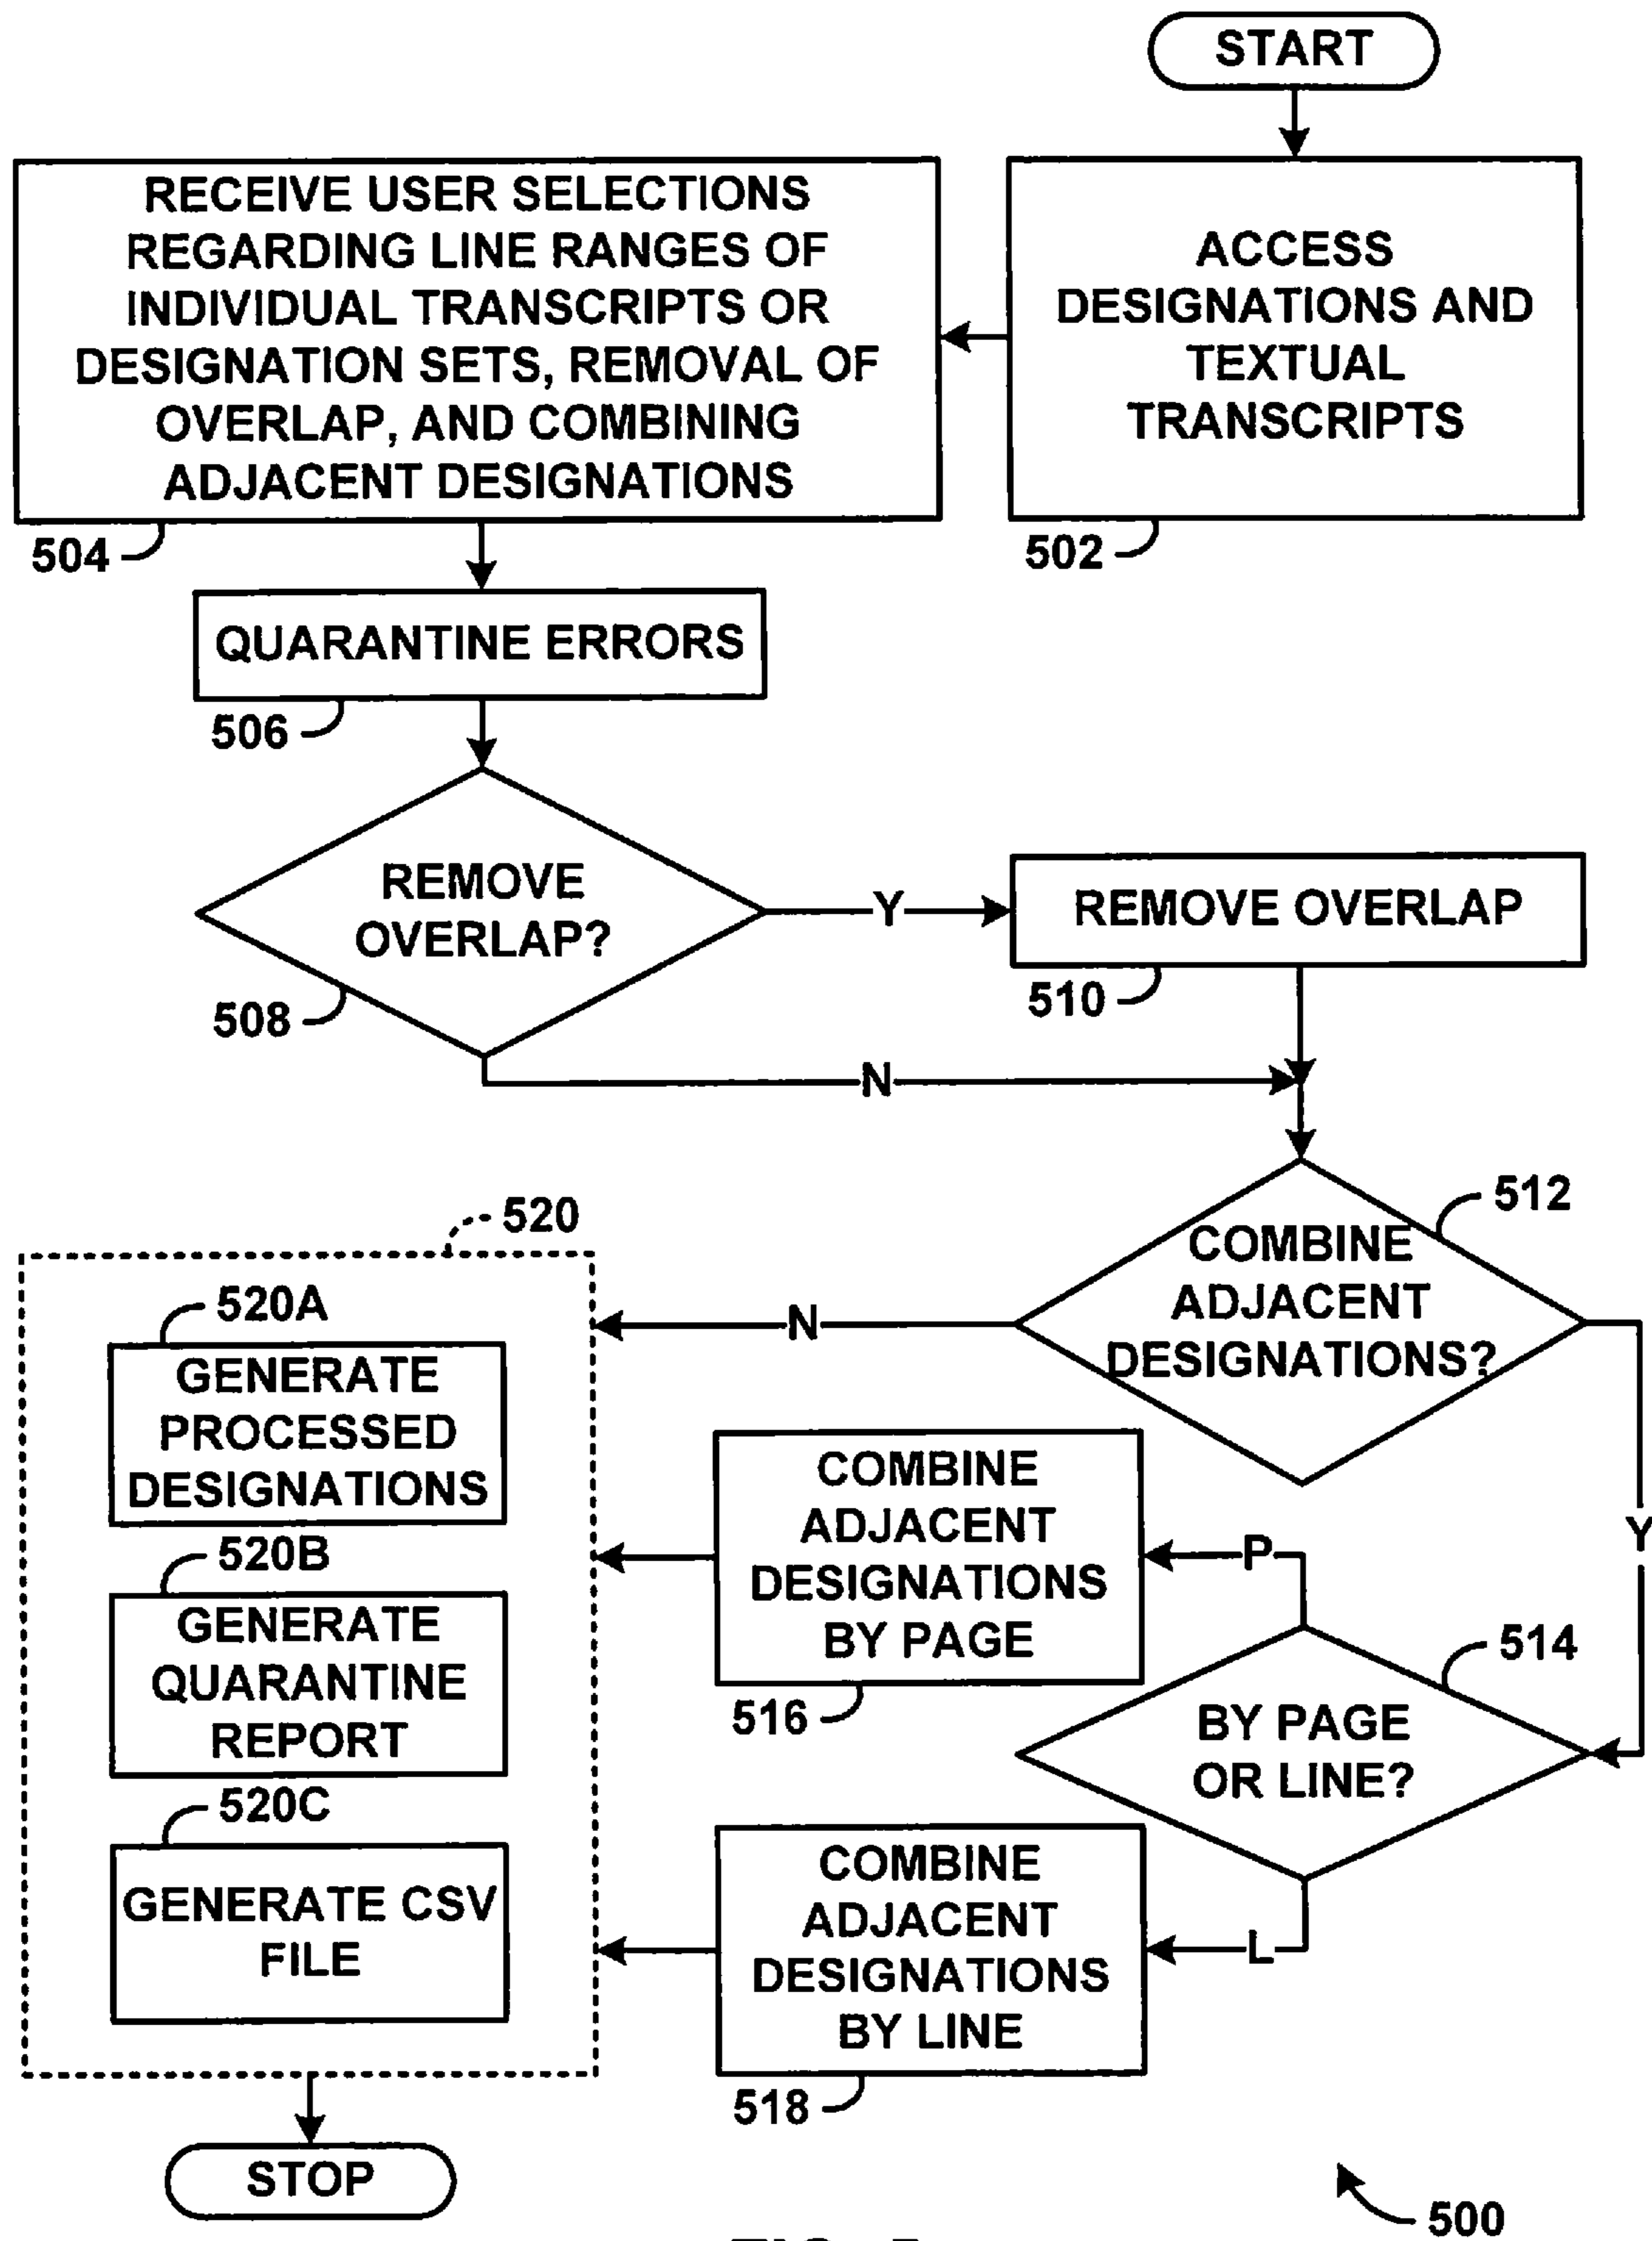 START
ACCESS
DESIGNATIONS AND
TEXTUAL
TRANSCRIPTS
502
RECEIVE USER SELECTIONS
REGARDING LINE RANGES OF
INDIVIDUAL TRANSCRIPTS OR
DESIGNATION SETS, REMOVAL OF
OVERLAP, AND COMBINING
ADJACENT DESIGNATIONS
504
QUARANTINE ERRORS
506
REMOVE
OVERLAP?
508
Y
REMOVE OVERLAP
510
N
512
COMBINE
ADJACENT
DESIGNATIONS?
N
Y
514
BY PAGE
OR LINE?
P
COMBINE
ADJACENT
DESIGNATIONS
BY PAGE
516
L
COMBINE
ADJACENT
DESIGNATIONS
BY LINE
518
520
520A
GENERATE
PROCESSED
DESIGNATIONS
520B
GENERATE
QUARANTINE
REPORT
520C
GENERATE CSV
FILE
STOP
500